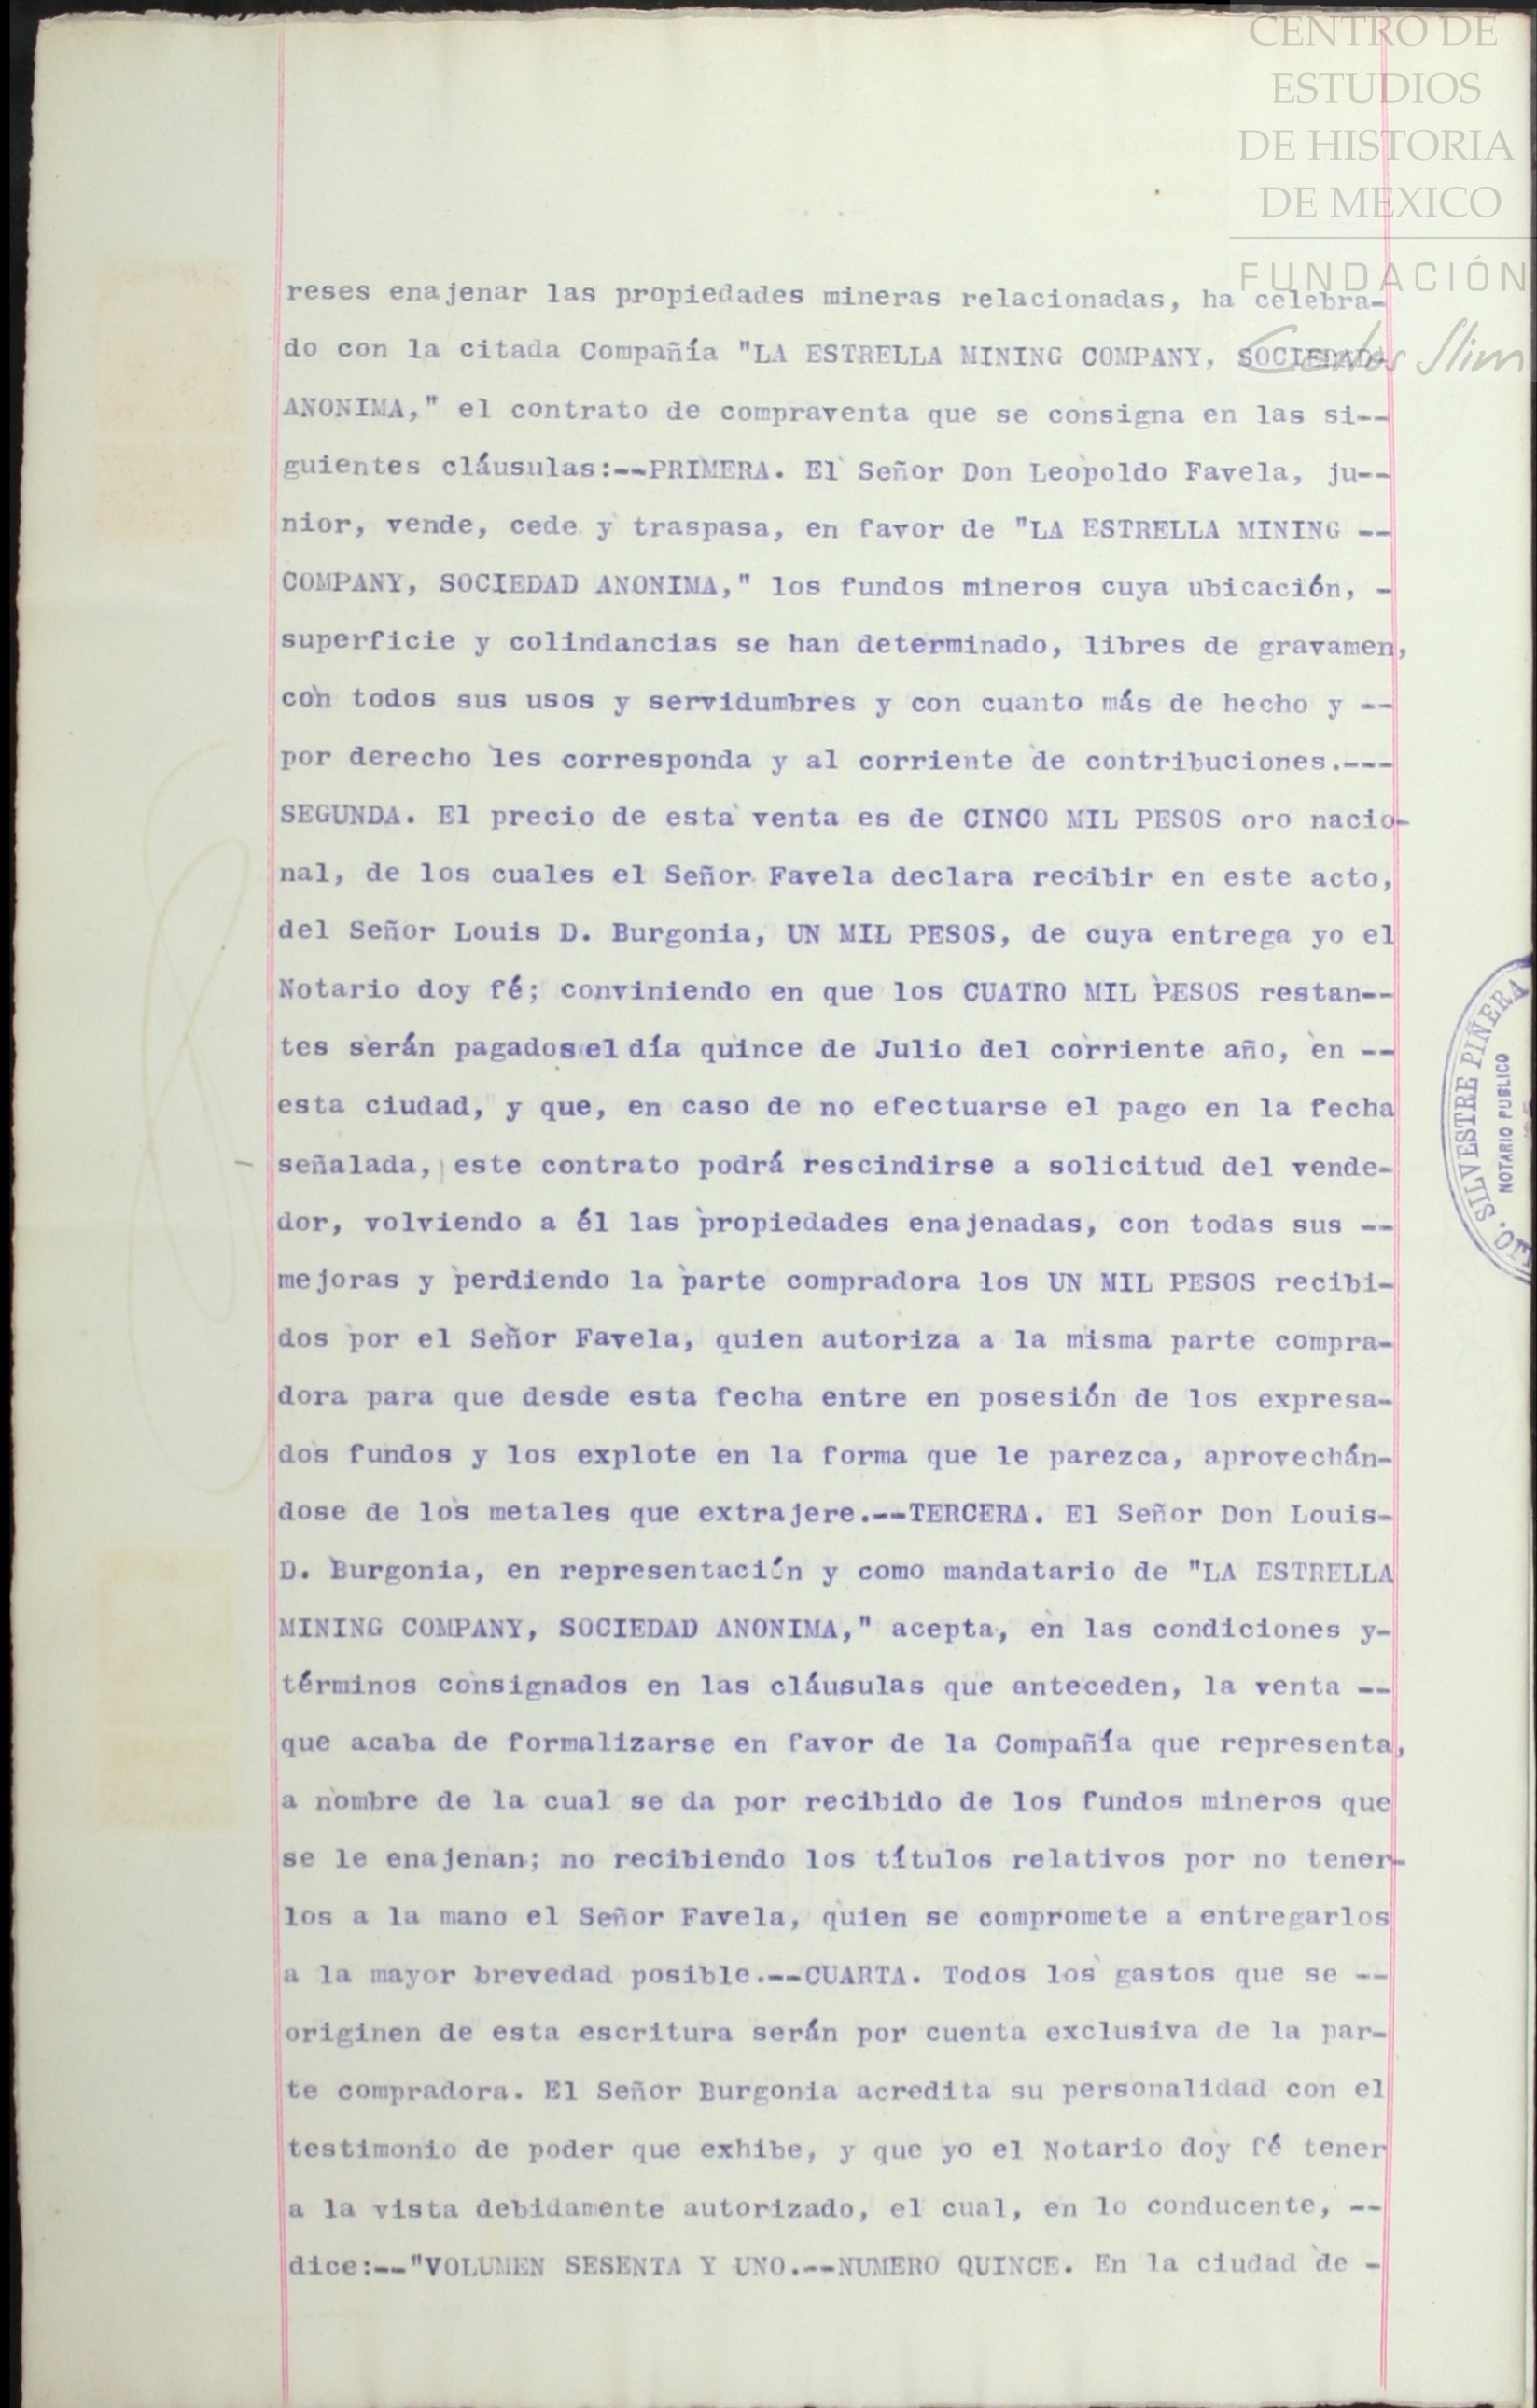 CENTRO DE
ESTUDIOS
DE HISTORIA
DE MEXICO
FUNDACIÓN
Carlos Slim
reses enajenar las propiedades mineras relacionadas, ha celebra-
do con la citada Compañía "LA ESTRELLA MINING COMPANY, SOCIEDAD-
ANONIMA," el contrato de compraventa que se consigna en las si--
guientes cláusulas:--PRIMERA. El Señor Don Leopoldo Favela, ju--
nior, vende, cede y traspasa, en favor de "LA ESTRELLA MINING --
COMPANY, SOCIEDAD ANONIMA," los fundos mineros cuya ubicación, -
superficie y colindancias se han determinado, libres de gravamen,
con todos sus usos y servidumbres y con cuanto más de hecho y --
por derecho les corresponda y al corriente de contribuciones.---
SEGUNDA. El precio de esta venta es de CINCO MIL PESOS oro nacio-
nal, de los cuales el Señor Favela declara recibir en este acto,
del Señor Louis D. Burgonia, UN MIL PESOS, de cuya entrega yo el
Notario doy fé; conviniendo en que los CUATRO MIL PESOS restan--
tes serán pagados el día quince de Julio del corriente año, en --
esta ciudad, y que, en caso de no efectuarse el pago en la fecha
señalada, este contrato podrá rescindirse a solicitud del vende-
dor, volviendo a él las propiedades enajenadas, con todas sus --
mejoras y perdiendo la parte compradora los UN MIL PESOS recibi-
dos por el Señor Favela, quien autoriza a la misma parte compra-
dora para que desde esta fecha entre en posesión de los expresa-
dos fundos y los explote en la forma que le parezca, aprovechán-
dose de los metales que extrajere.--TERCERA. El Señor Don Louis-
D. Burgonia, en representación y como mandatario de "LA ESTRELLA
MINING COMPANY, SOCIEDAD ANONIMA," acepta, en las condiciones y-
términos consignados en las cláusulas que anteceden, la venta --
que acaba de formalizarse en favor de la Compañía que representa,
a nombre de la cual se da por recibido de los fundos mineros que
se le enajenan; no recibiendo los títulos relativos por no tener-
los a la mano el Señor Favela, quien se compromete a entregarlos
a la mayor brevedad posible.--CUARTA. Todos los gastos que se --
originen de esta escritura serán por cuenta exclusiva de la par-
te compradora. El Señor Burgonia acredita su personalidad con el
testimonio de poder que exhibe, y que yo el Notario doy fé tener
a la vista debidamente autorizado, el cual, en lo conducente, --
dice:--"VOLUMEN SESENTA Y UNO.--NUMERO QUINCE. En la ciudad de -
SILVESTRE PIÑERA
NOTARIO PUBLICO